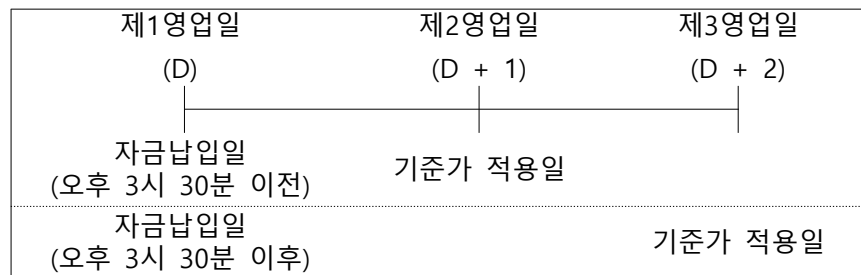 제1영업일 제2영업일 제3영업일
(D) (D + 1) (D + 2)
자금납입일
(오후 3시 30분 이전) 기준가 적용일
자금납입일
(오후 3시 30분 이후) 기준가 적용일